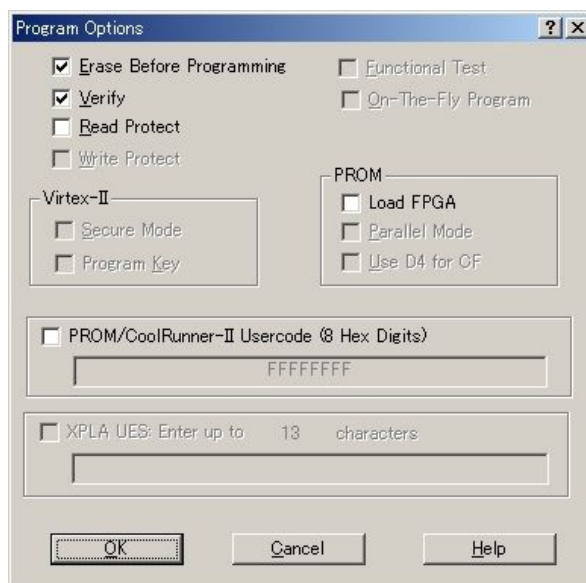 Program Options
Erase Before Programming
Functional Test
Verify
On-The-Fly Program
Read Protect
Write Protect
Virtex-II
Secure Mode
Program Key
PROM
Load FPGA
Parallel Mode
Use D4 for CF
PROM/CoolRunner-II Usercode (8 Hex Digits)
FFFFFFFF
XPLA UES: Enter up to 13 characters
OK Cancel Help